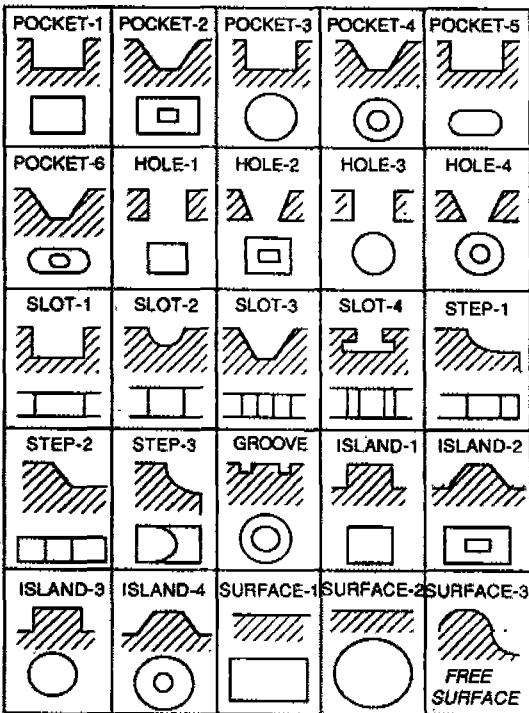 POCKET-1 POCKET-2 POCKET-3 POCKET-4 POCKET-5
POCKET-6 HOLE-1 HOLE-2 HOLE-3 HOLE-4
SLOT-1 SLOT-2 SLOT-3 SLOT-4 STEP-1
STEP-2 STEP-3 GROOVE ISLAND-1 ISLAND-2
ISLAND-3 ISLAND-4 SURFACE-1 SURFACE-2 SURFACE-3
FREE
SURFACE